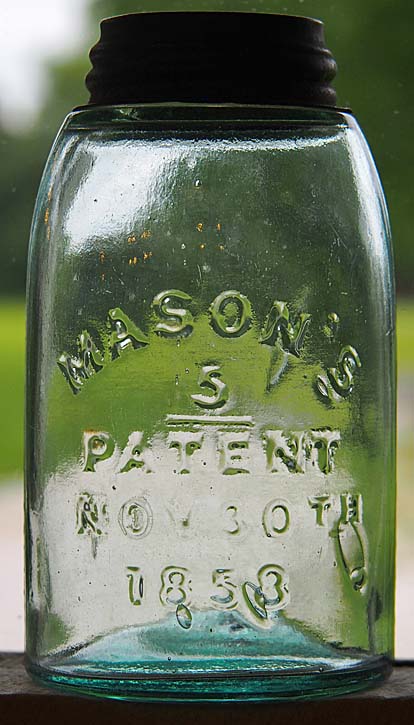 MASON'S
5
PATENT
NOV 30TH
1858